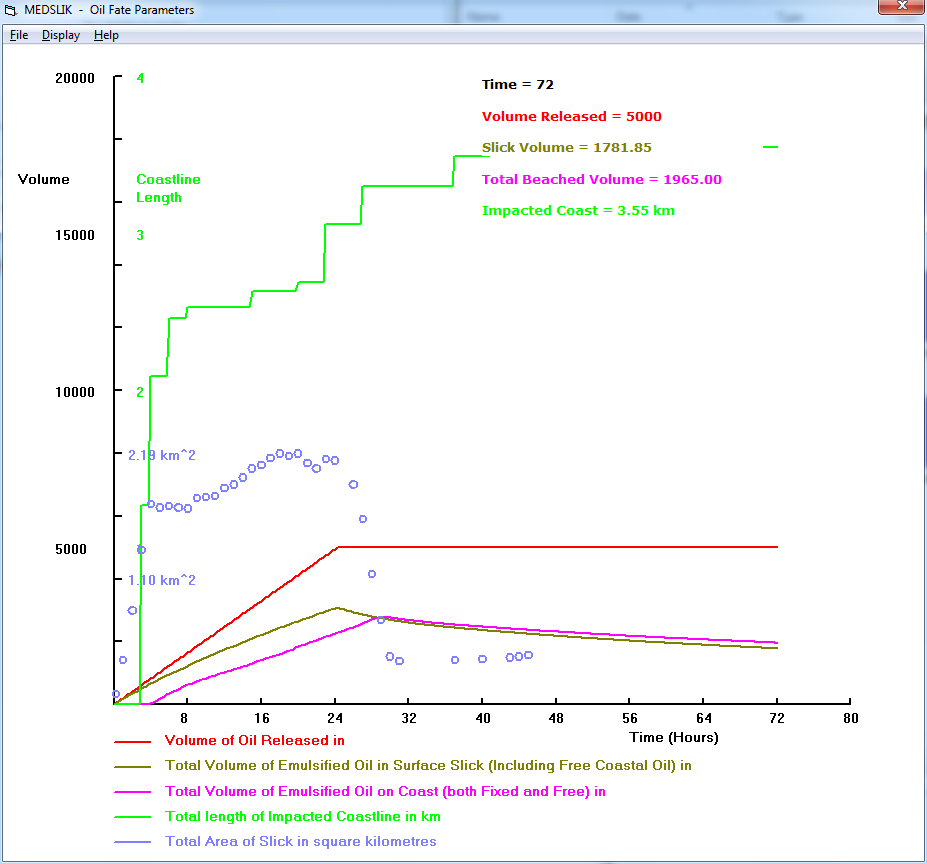 MEDSLIK - Oil Fate Parameters
File Display Help
20000
4
Time = 72
Volume Released = 5000
Slick Volume = 1781.85
Volume
Coastline
Length
Total Beached Volume = 1965.00
Impacted Coast = 3.55 km
15000
3
10000
2
2.19 km^2
5000
1.10 km^2
8 16 24 32 40 48 56 64 72 80
Time (Hours)
Volume of Oil Released in
Total Volume of Emulsified Oil in Surface Slick (Including Free Coastal Oil) in
Total Volume of Emulsified Oil on Coast (both Fixed and Free) in
Total length of Impacted Coastline in km
Total Area of Slick in square kilometres